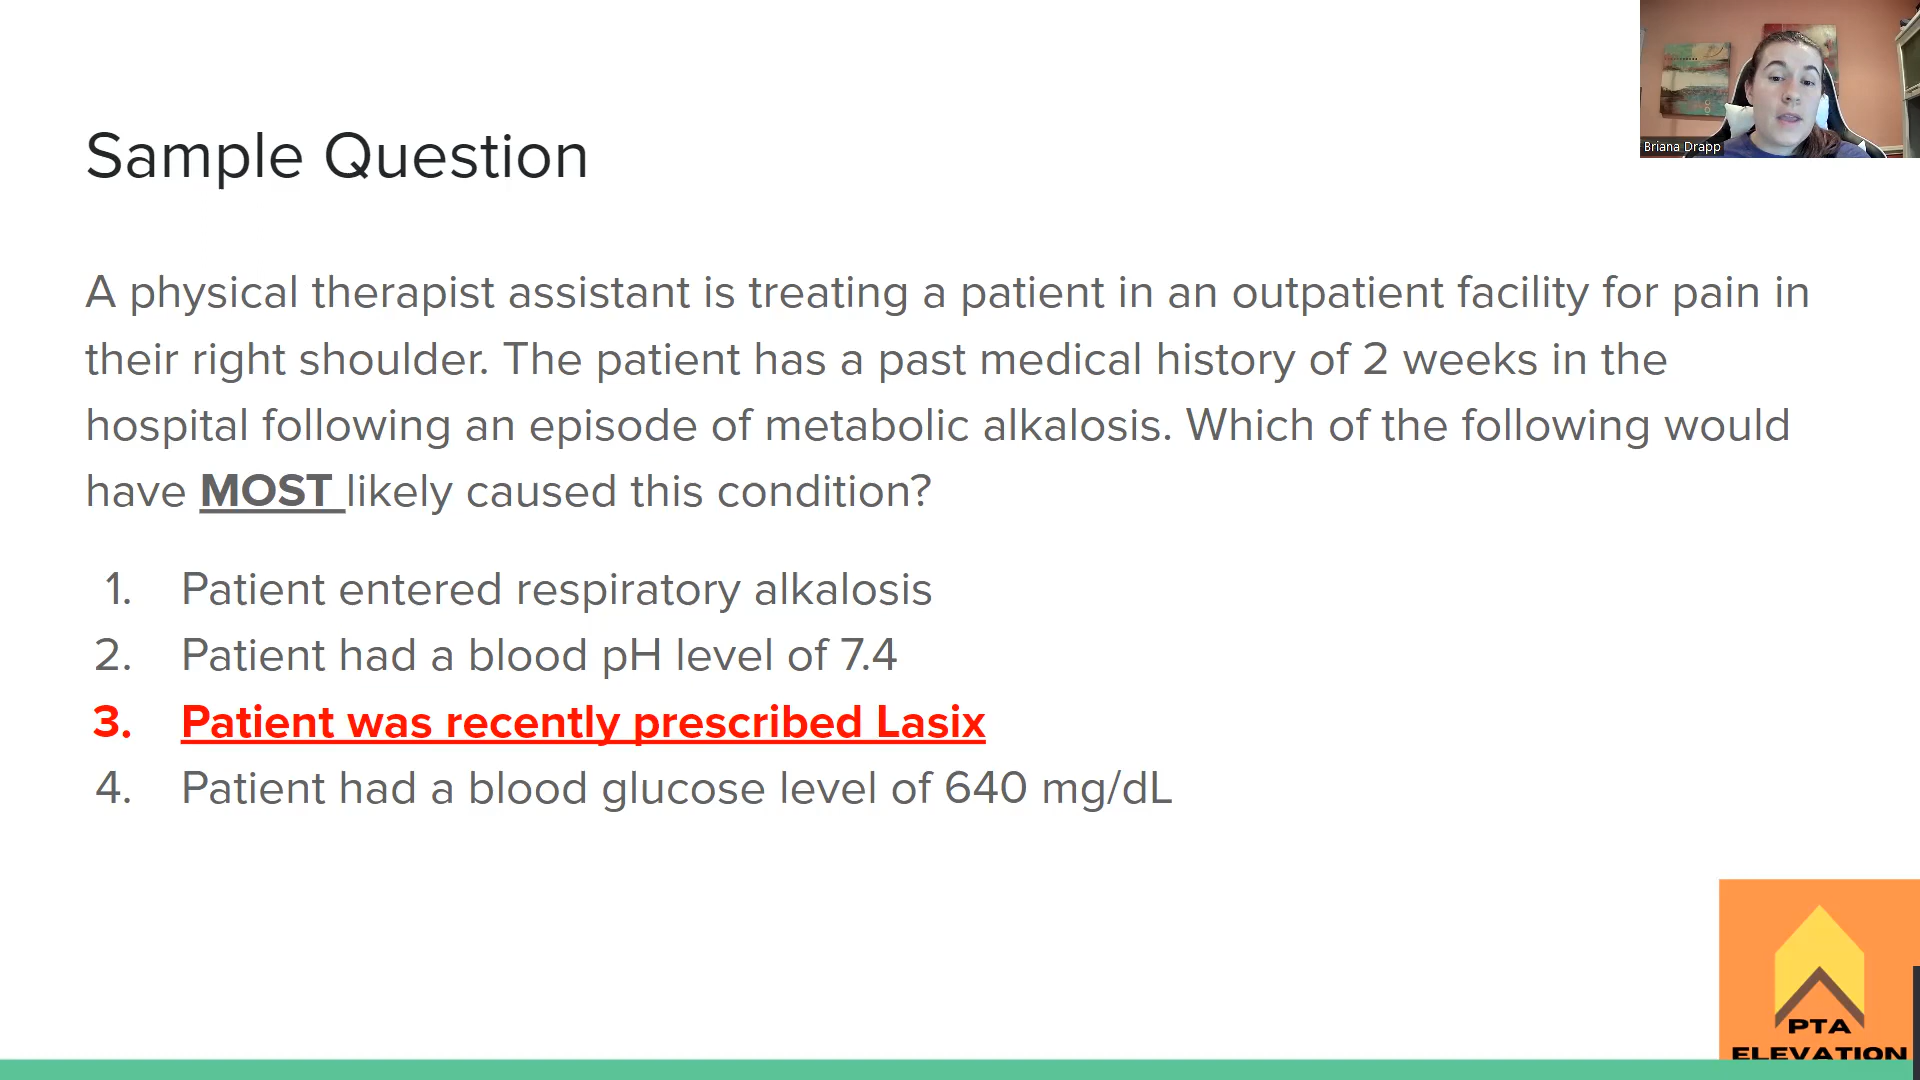 Briana Drapp
Sample Question
A physical therapist assistant is treating a patient in an outpatient facility for pain in
their right shoulder. The patient has a past medical history of 2 weeks in the
hospital following an episode of metabolic alkalosis. Which of the following would
have MOST likely caused this condition?
1. Patient entered respiratory alkalosis
2. Patient had a blood pH level of 7.4
3. Patient was recently prescribed Lasix
4. Patient had a blood glucose level of 640 mg/dL
PTA
ELEVATION